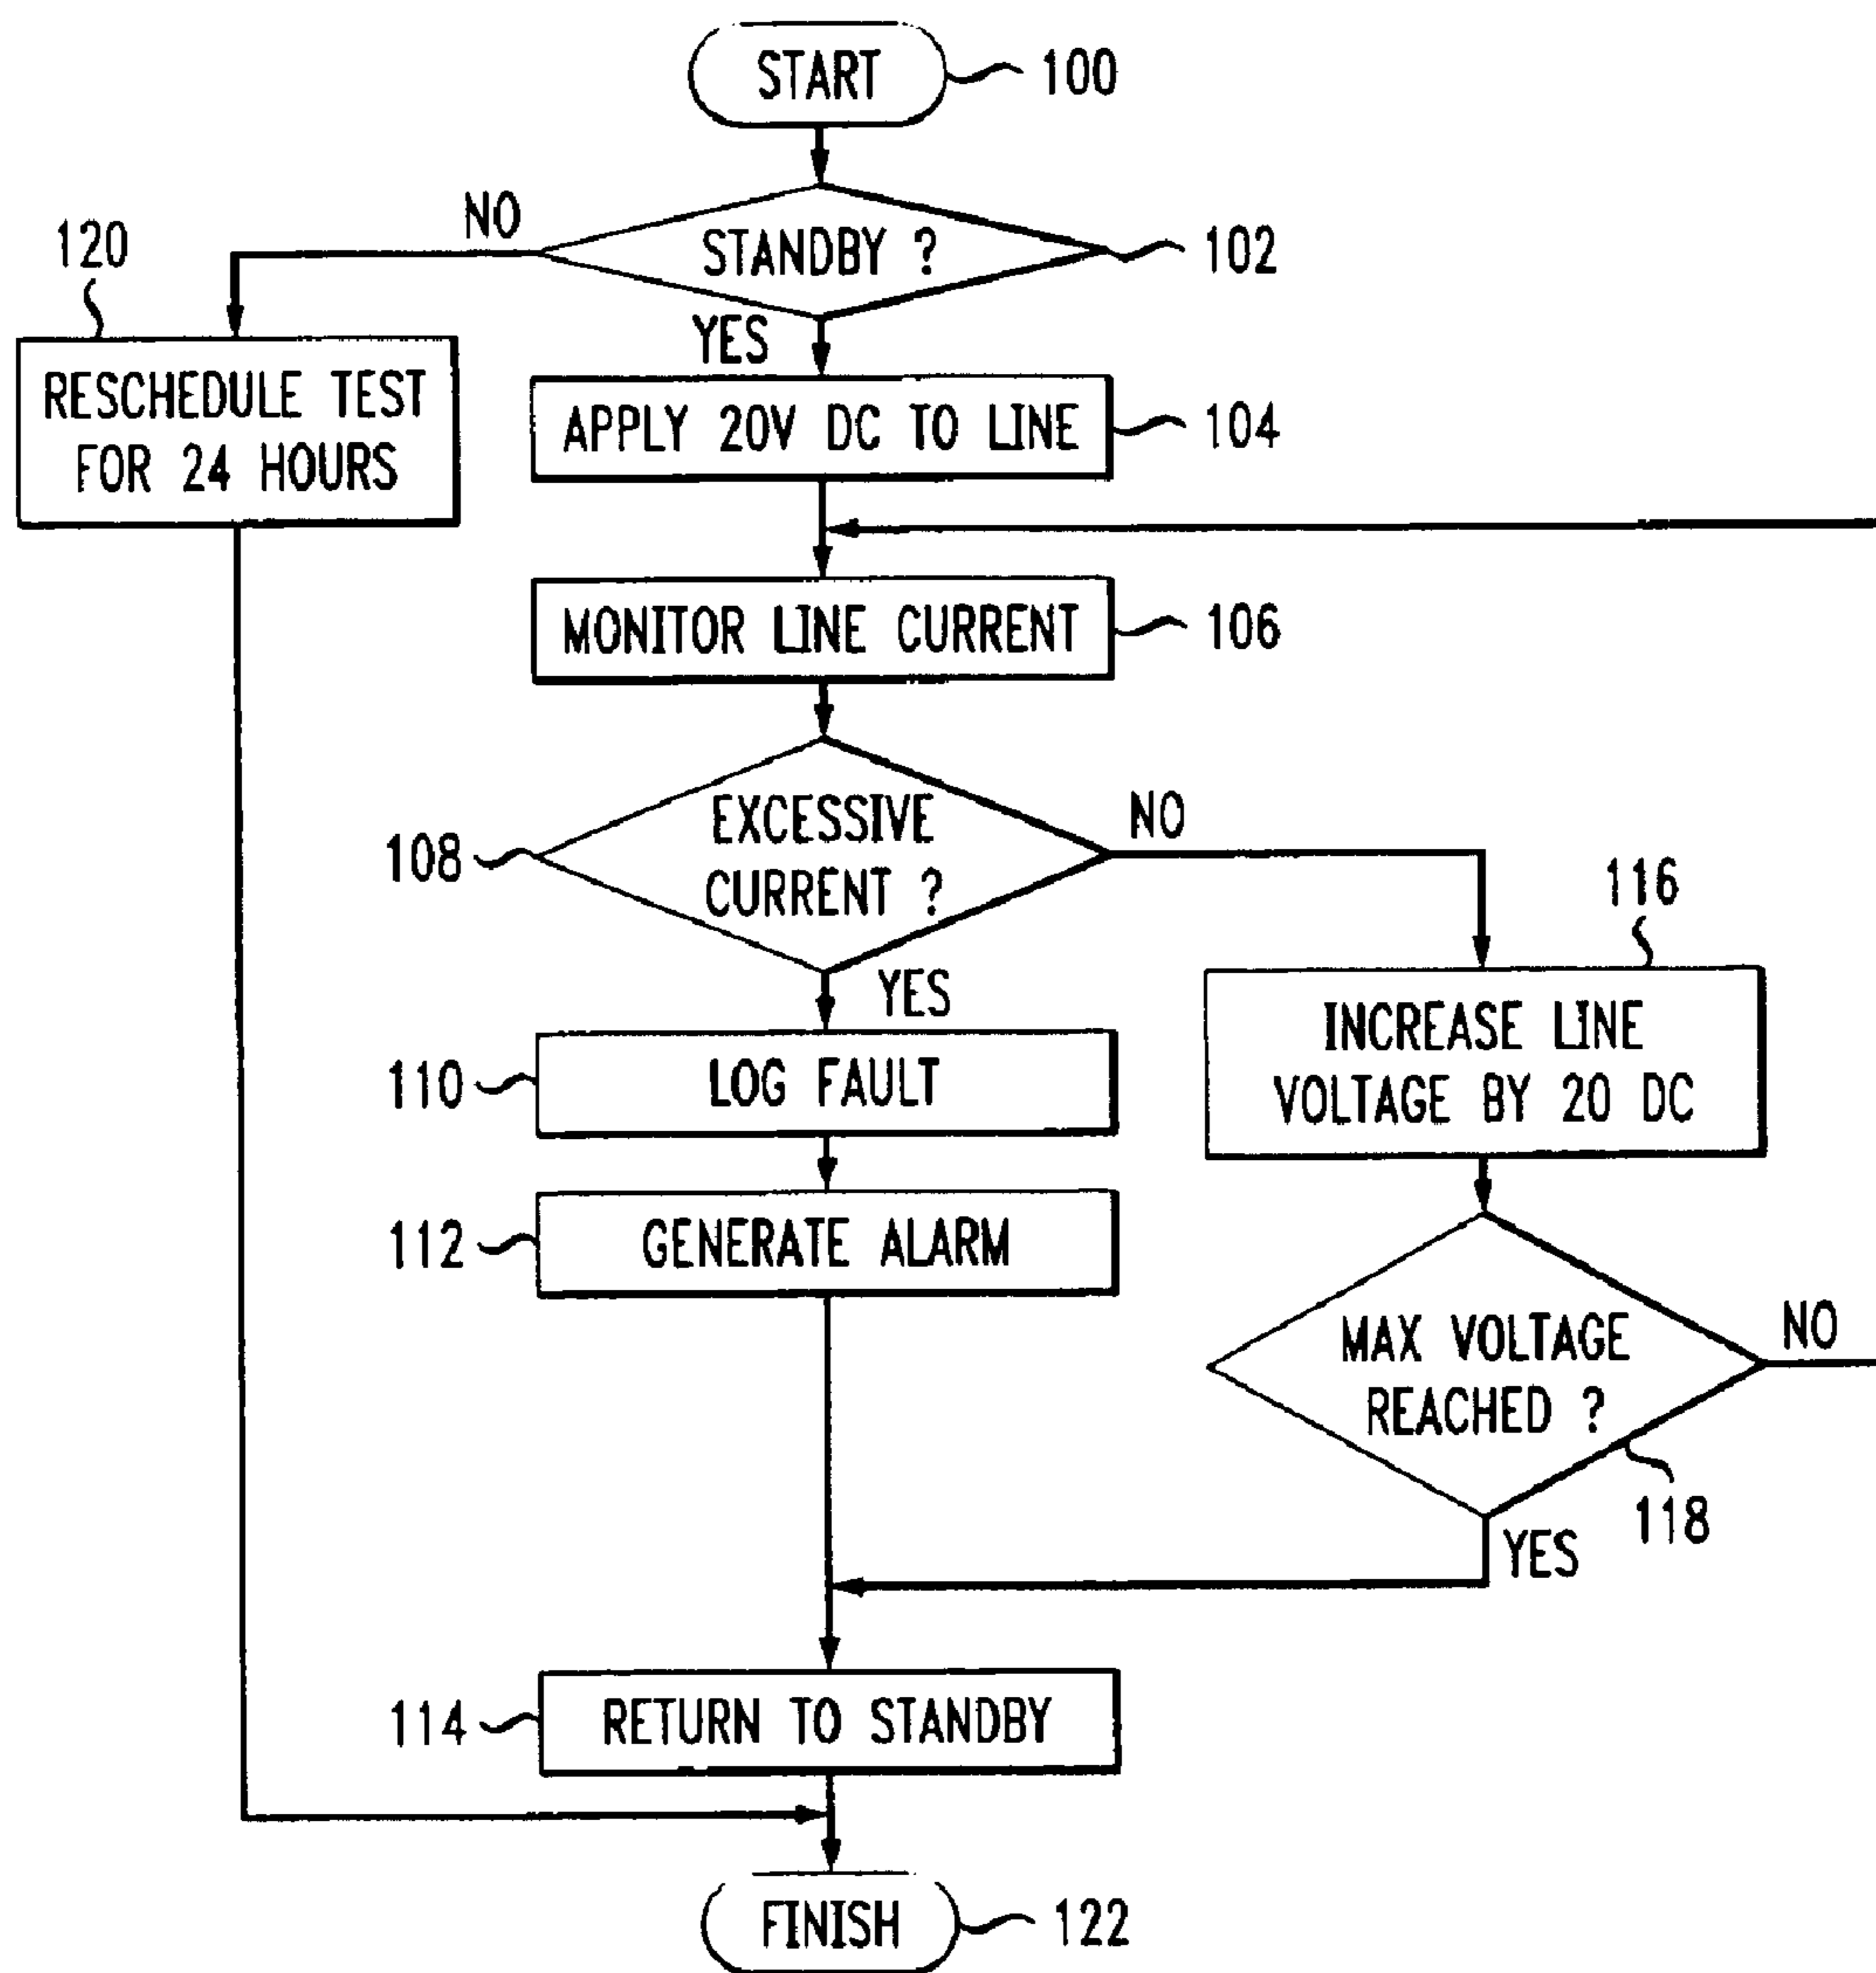 START
100
NO
STANDBY ?
102
120
YES
RESCHEDULE TEST
FOR 24 HOURS
APPLY 20V DC TO LINE
104
MONITOR LINE CURRENT
106
EXCESSIVE
CURRENT ?
108
NO
YES
116
INCREASE LINE
VOLTAGE BY 20 DC
LOG FAULT
110
GENERATE ALARM
112
MAX VOLTAGE
REACHED ?
NO
118
YES
RETURN TO STANDBY
114
FINISH
122